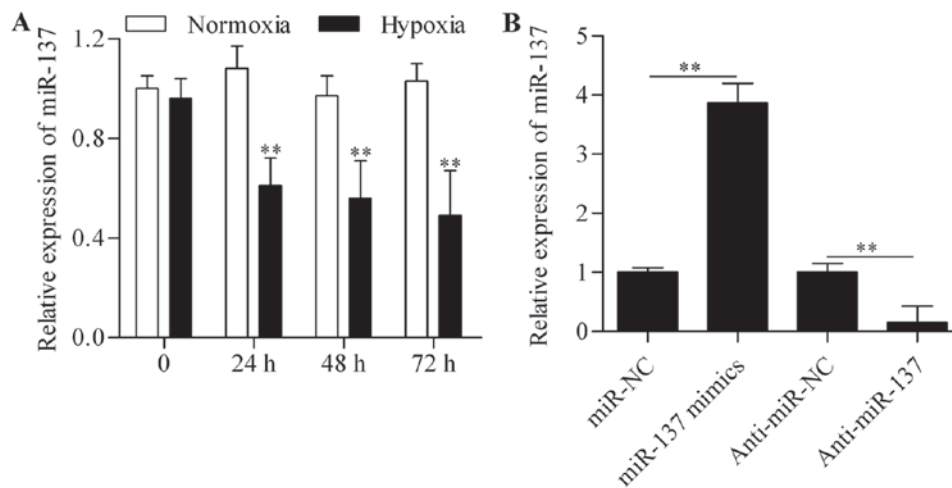 A
Normoxia Hypoxia
Relative expression of miR-137
1.2
0.8
0.4
0.0
**
**
**
0 24 h 48 h 72 h
B
Relative expression of miR-137
5
4
3
2
1
0
**
**
miR-NC
miR-137 mimics
Anti-miR-NC
Anti-miR-137